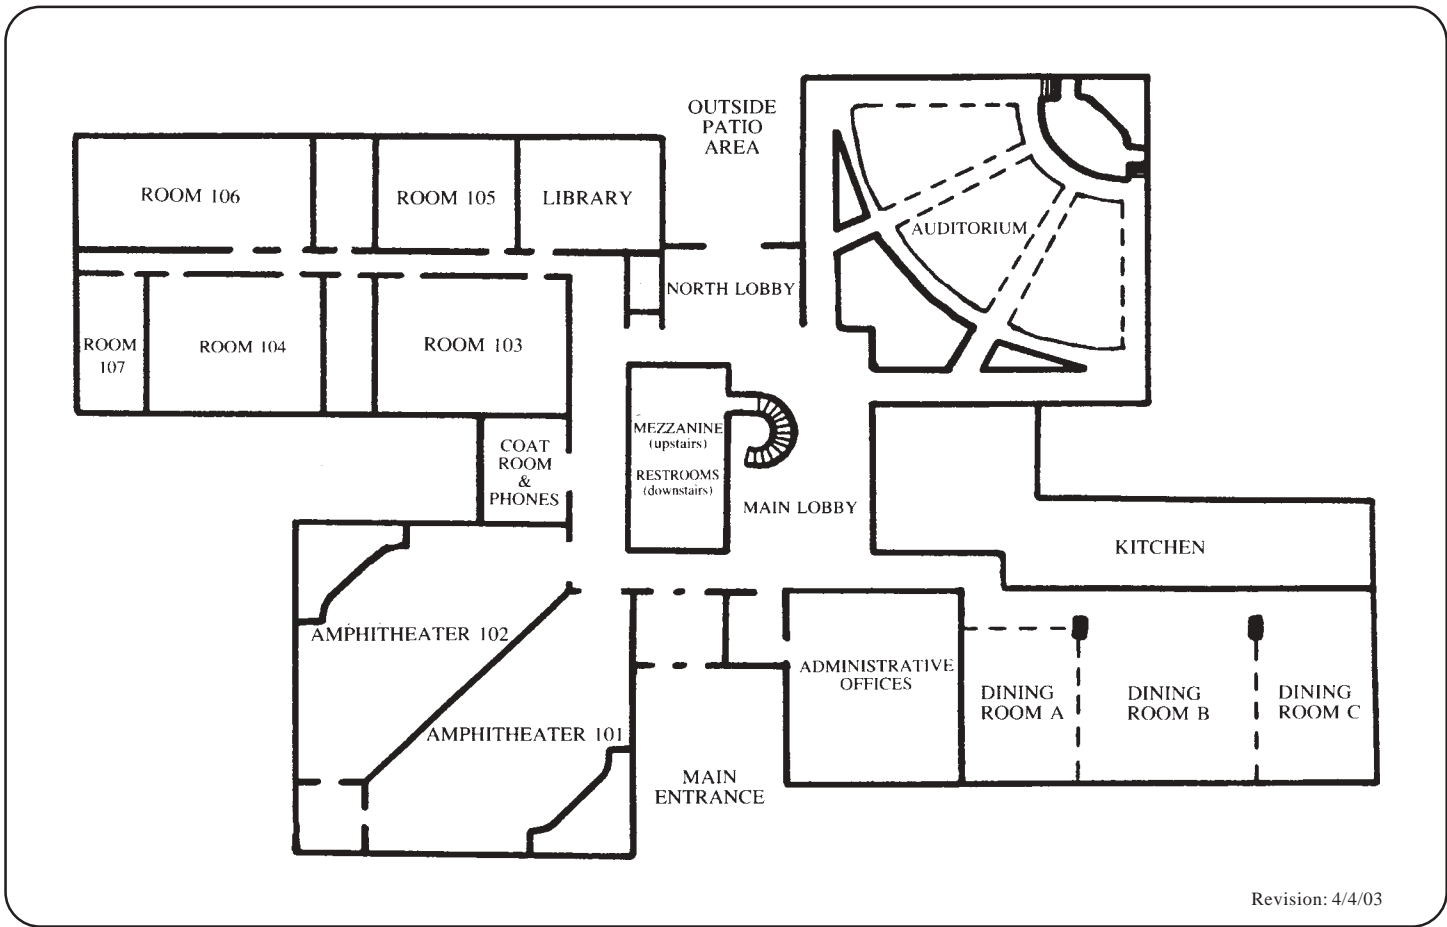 OUTSIDE
PATIO
AREA
ROOM 106
ROOM 105
LIBRARY
AUDITORIUM
NORTH LOBBY
ROOM
107
ROOM 104
ROOM 103
MEZZANINE
(upstairs)
RESTROOMS
(downstairs)
COAT
ROOM
&
PHONES
MAIN LOBBY
KITCHEN
AMPHITHEATER 102
ADMINISTRATIVE
OFFICES
DINING
ROOM A
DINING
ROOM B
DINING
ROOM C
AMPHITHEATER 101
MAIN
ENTRANCE
Revision: 4/4/03